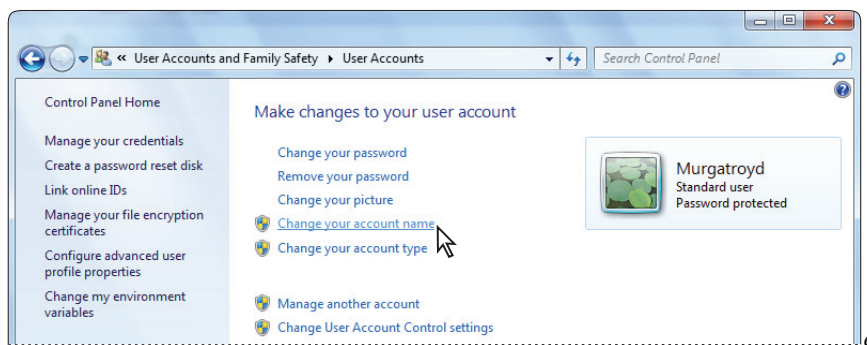 « User Accounts and Family Safety ▸ User Accounts
Search Control Panel
Control Panel Home
Manage your credentials
Create a password reset disk
Link online IDs
Manage your file encryption
certificates
Configure advanced user
profile properties
Change my environment
variables
Make changes to your user account
Change your password
Remove your password
Change your picture
Change your account name
Change your account type
Manage another account
Change User Account Control settings
Murgatroyd
Standard user
Password protected